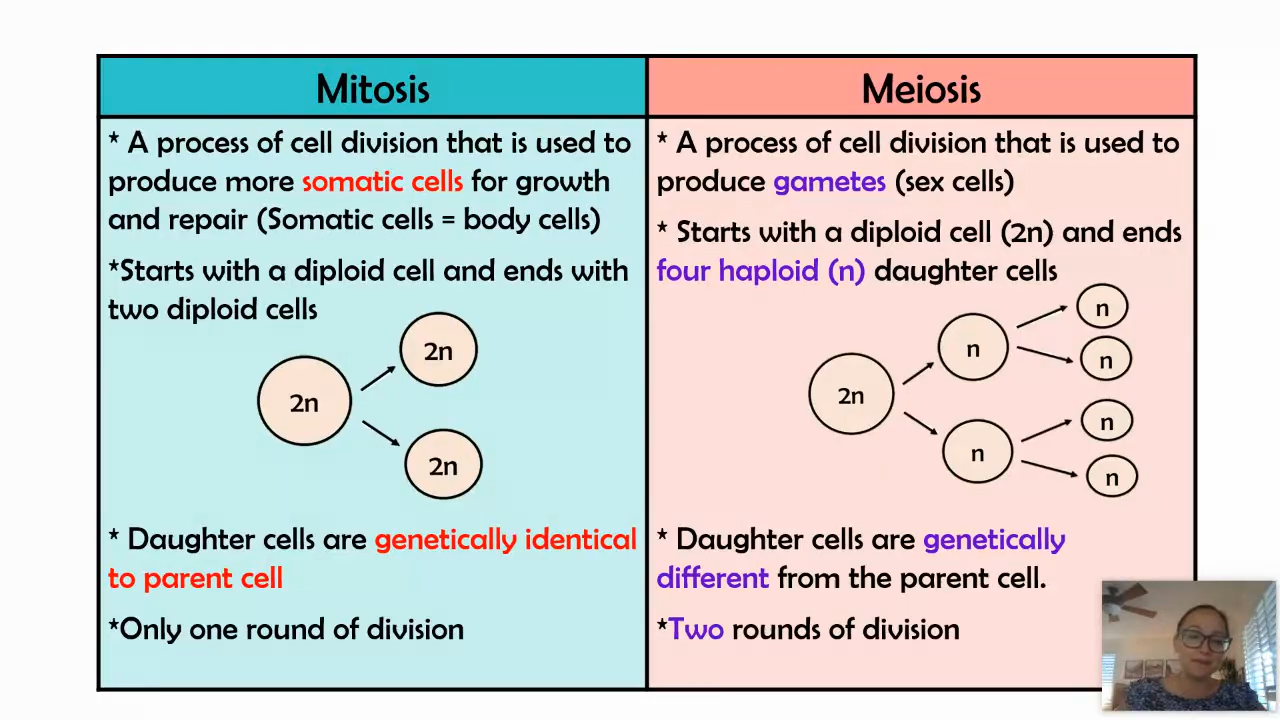 Mitosis
* A process of cell division that is used to
produce more somatic cells for growth
and repair (Somatic cells = body cells)
*Starts with a diploid cell and ends with
two diploid cells
2n
2n
2n
* Daughter cells are genetically identical
to parent cell
*Only one round of division
Meiosis
* A process of cell division that is used to
produce gametes (sex cells)
* Starts with a diploid cell (2n) and ends
four haploid (n) daughter cells
2n
n
n
n
n
n
n
* Daughter cells are genetically
different from the parent cell.
*Two rounds of division